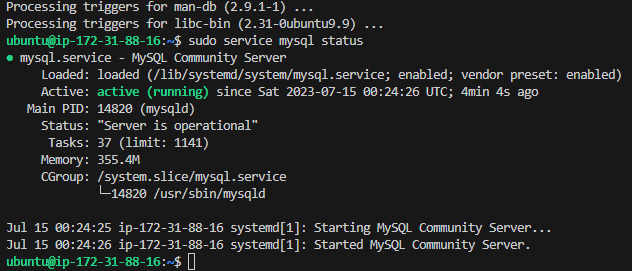 Processing triggers for man-db (2.9.1-1) ...
Processing triggers for libc-bin (2.31-0ubuntu9.9) ...
ubuntu@ip-172-31-88-16:~$ sudo service mysql status
● mysql.service - MySQL Community Server
     Loaded: loaded (/lib/systemd/system/mysql.service; enabled; vendor preset: enabled)
     Active: active (running) since Sat 2023-07-15 00:24:26 UTC; 4min 4s ago
   Main PID: 14820 (mysqld)
     Status: "Server is operational"
      Tasks: 37 (limit: 1141)
     Memory: 355.4M
     CGroup: /system.slice/mysql.service
             └─14820 /usr/sbin/mysqld

Jul 15 00:24:25 ip-172-31-88-16 systemd[1]: Starting MySQL Community Server...
Jul 15 00:24:26 ip-172-31-88-16 systemd[1]: Started MySQL Community Server.
ubuntu@ip-172-31-88-16:~$